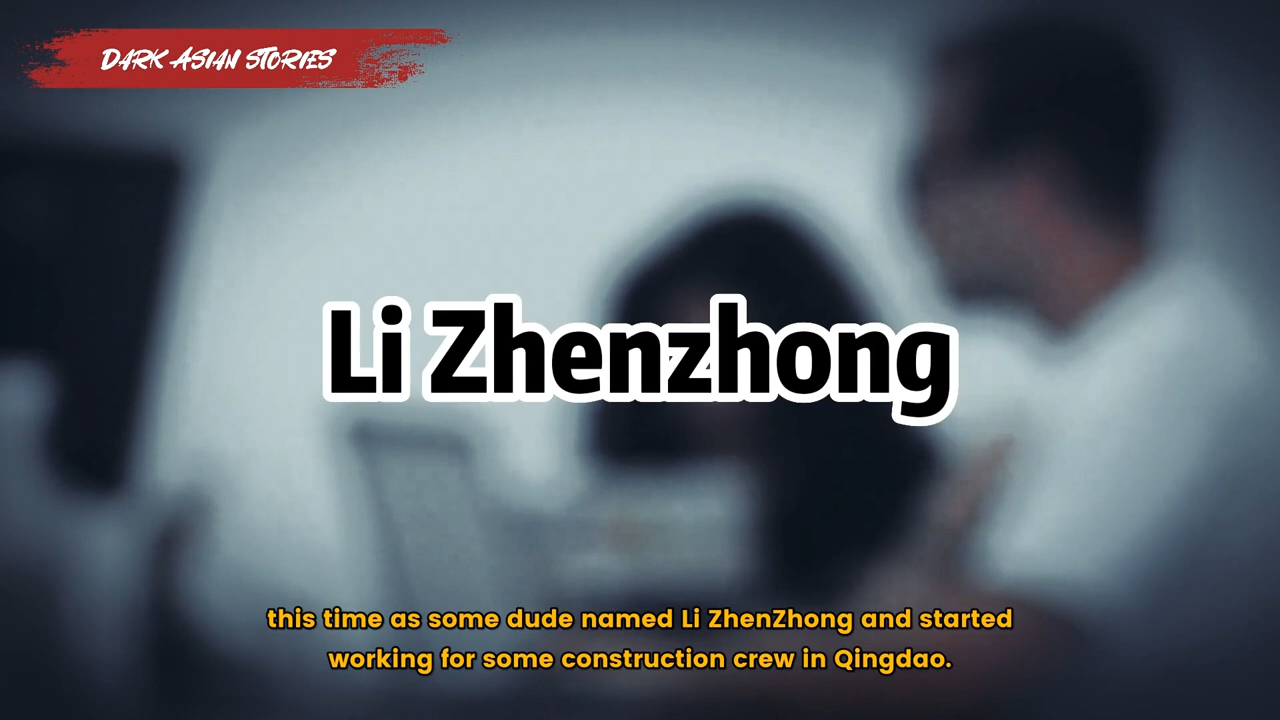 DARK ASIAN STORIES
Li Zhenzhong
this time as some dude named Li ZhenZhong and started
working for some construction crew in Qingdao.